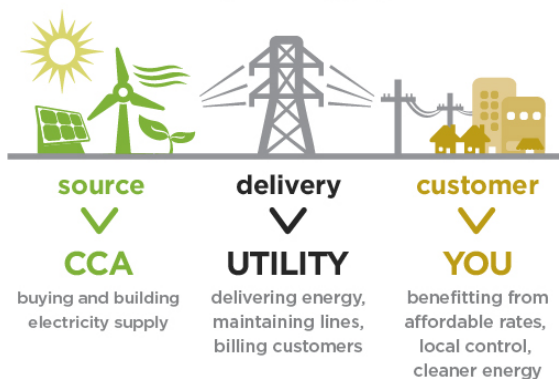 source
CCA
buying and building
electricity supply
delivery
UTILITY
delivering energy,
maintaining lines,
billing customers
customer
YOU
benefitting from
affordable rates,
local control,
cleaner energy